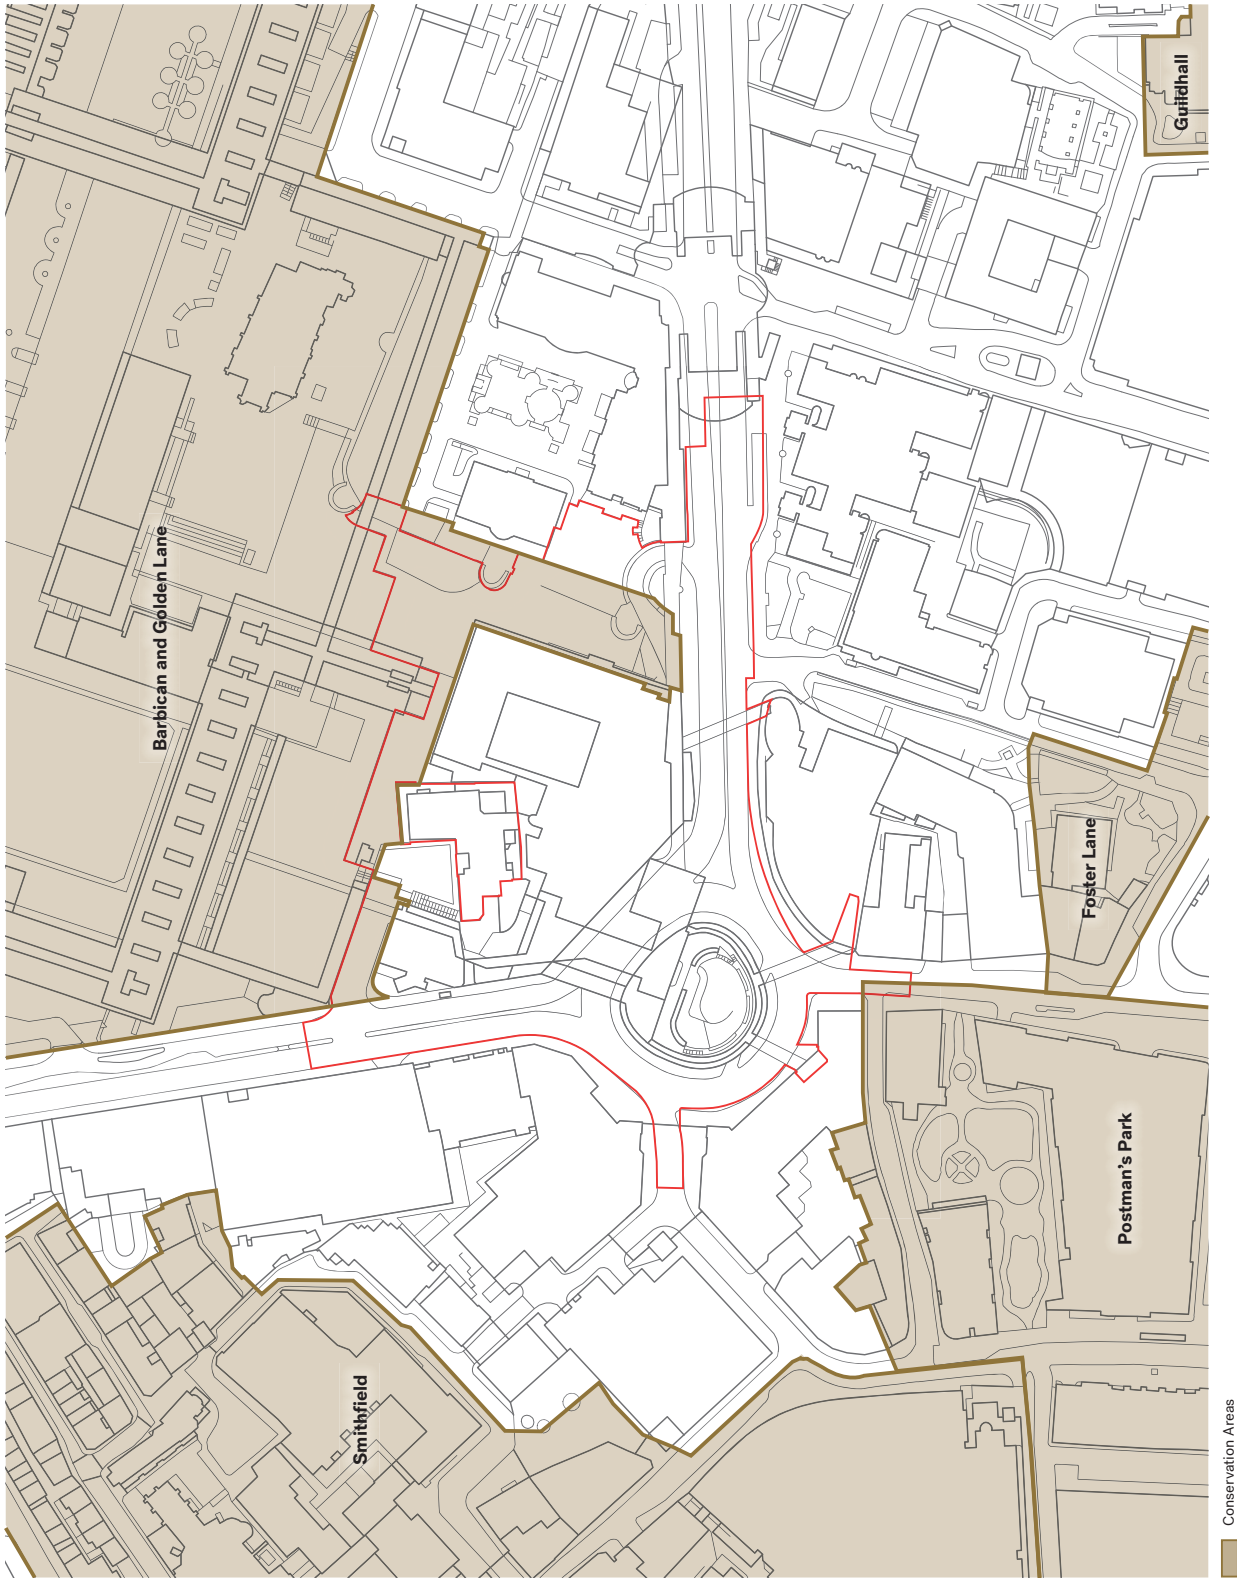 Smithfield
Barbican and Golden Lane
Postman's Park
Foster Lane
Guildhall
Conservation Areas